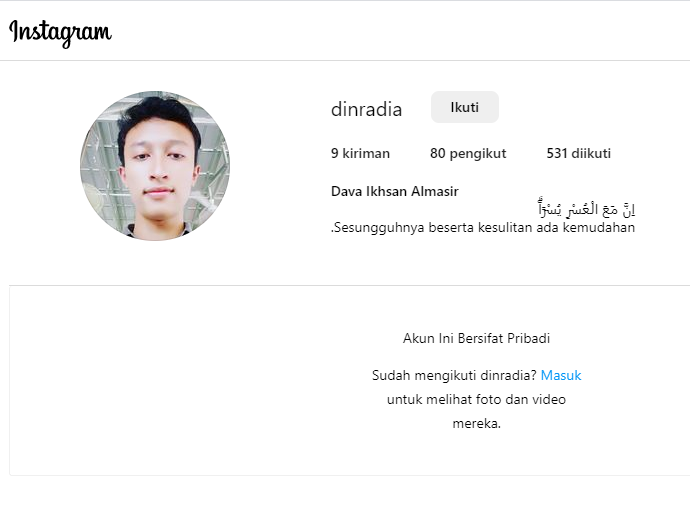 Instagram
dinradia
Ikuti
9 kiriman
80 pengikut
531 diikuti
Dava Ikhsan Almasir
اِنَّ مَعَ الْعُسْرِ يُسْرًاۗ
.Sesungguhnya beserta kesulitan ada kemudahan
Akun Ini Bersifat Pribadi
Sudah mengikuti dinradia? Masuk
untuk melihat foto dan video
mereka.